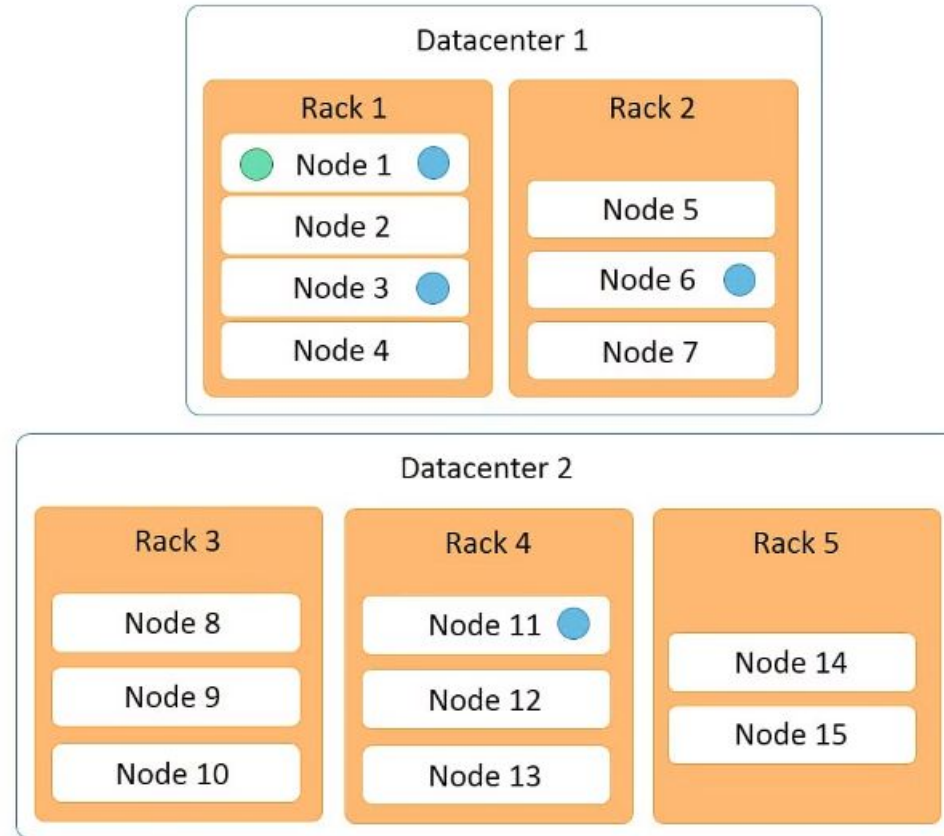 Datacenter 1
Rack 1
Node 1
Node 2
Node 3
Node 4
Rack 2
Node 5
Node 6
Node 7
Datacenter 2
Rack 3
Node 8
Node 9
Node 10
Rack 4
Node 11
Node 12
Node 13
Rack 5
Node 14
Node 15